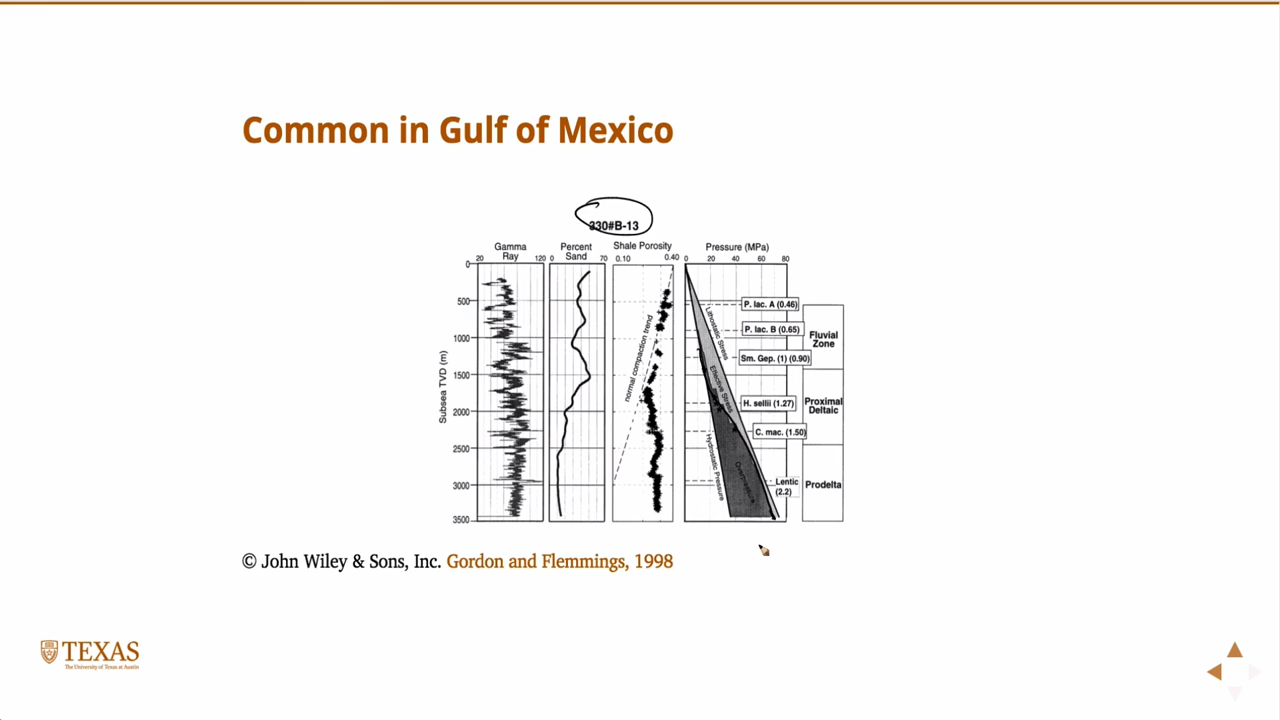 Common in Gulf of Mexico
330#B-13
Gamma Ray
20 120
Percent Sand
0 70
Shale Porosity
0.10 0.40
Pressure (MPa)
0 20 40 60 80
Subsea TVD (m)
0
500
1000
1500
2000
2500
3000
3500
normal compaction trend
Lithostatic Stress
Effective Stress
Hydrostatic Pressure
Overpressure
P. lac. A (0.46)
P. lac. B (0.65)
Sm. Gep. (1) (0.90)
H. sellii (1.27)
C. mac. (1.50)
Lentic
(2.2)
Fluvial
Zone
Proximal
Deltaic
Prodelta
© John Wiley & Sons, Inc. Gordon and Flemmings, 1998
TEXAS
The University of Texas at Austin